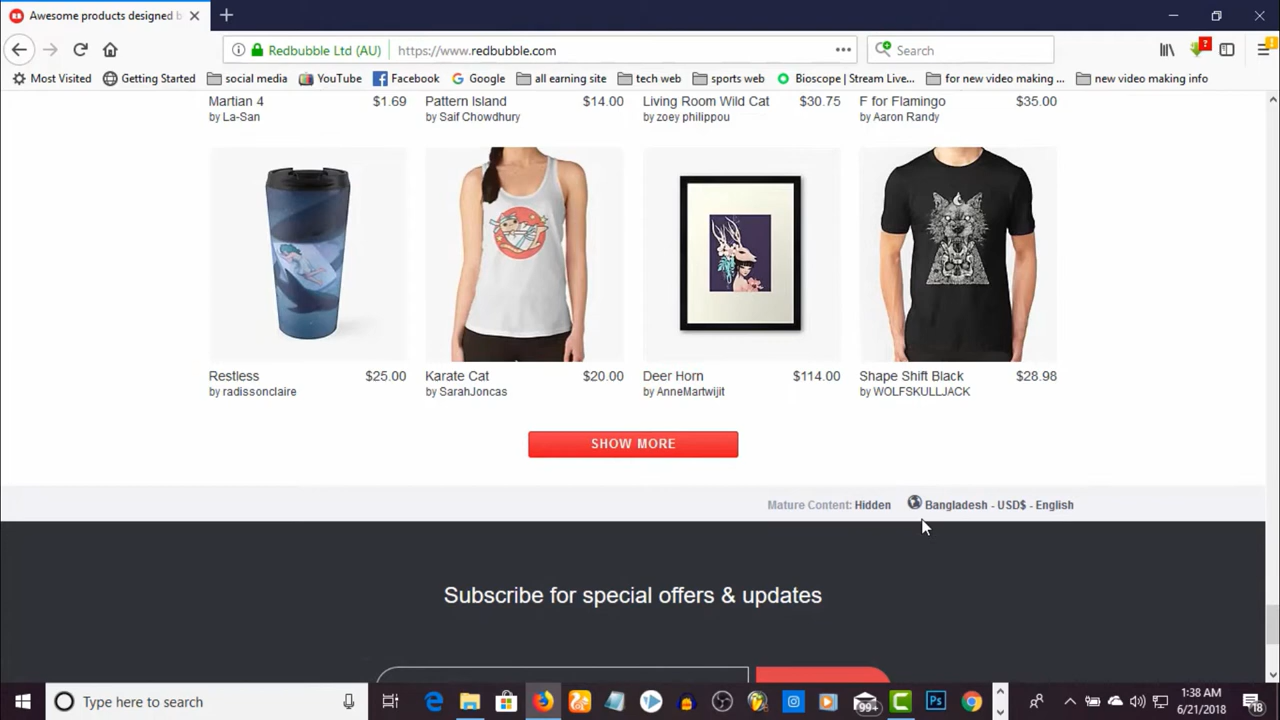 Awesome products designed b
Redbubble Ltd (AU)
https://www.redbubble.com
Search
Most Visited
Getting Started
social media
YouTube
Facebook
Google
all earning site
tech web
sports web
Bioscope | Stream Live...
for new video making ...
new video making info
Martian 4 $1.69
by La-San
Pattern Island $14.00
by Saif Chowdhury
Living Room Wild Cat $30.75
by zoey philippou
F for Flamingo $35.00
by Aaron Randy
Restless $25.00
by radissonclaire
Karate Cat $20.00
by SarahJoncas
Deer Horn $114.00
by AnneMartwijit
Shape Shift Black $28.98
by WOLFSKULLJACK
SHOW MORE
Mature Content: Hidden
Bangladesh - USD$ - English
Subscribe for special offers & updates
Type here to search
99+
Ps
1:38 AM
6/21/2018
18